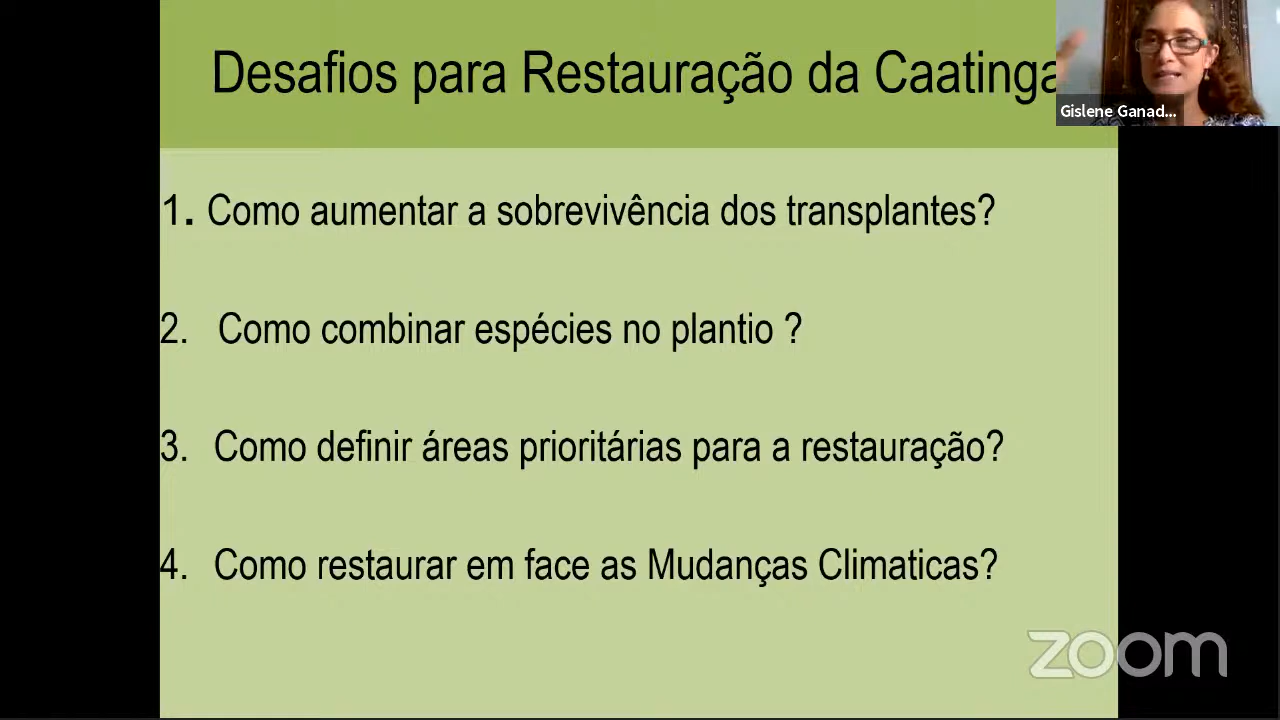 Desafios para Restauração da Caatinga
Gislene Ganad...
1. Como aumentar a sobrevivência dos transplantes?
2. Como combinar espécies no plantio ?
3. Como definir áreas prioritárias para a restauração?
4. Como restaurar em face as Mudanças Climaticas?
zoom